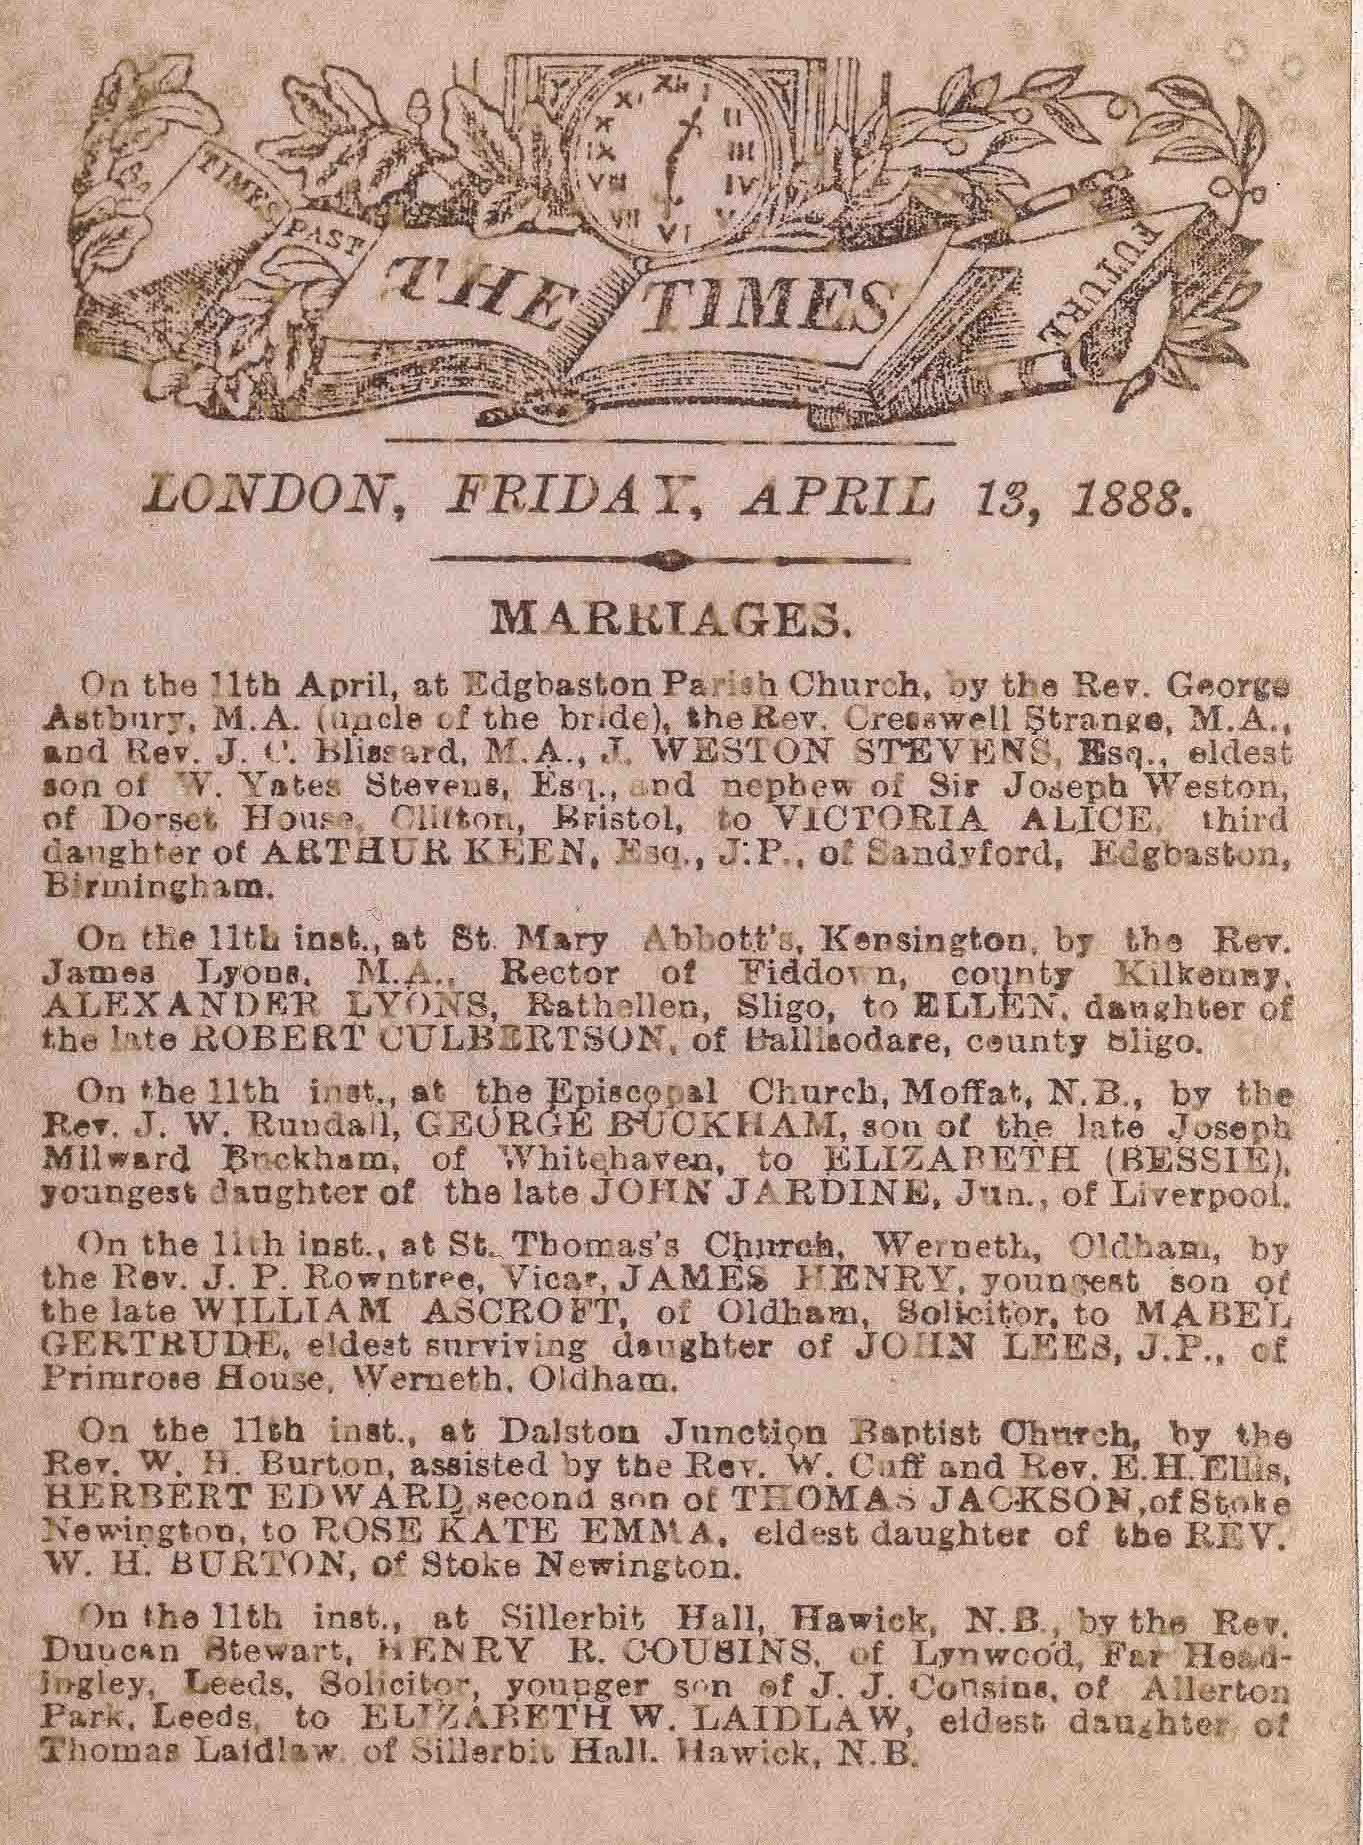 TIMES
PAST
THE TIMES
FUTURE
XII I II III IV V VI VII VIII IX X XI
LONDON, FRIDAY, APRIL 13, 1888.
MARRIAGES.
On the 11th April, at Edgbaston Parish Church, by the Rev. George
Astbury, M.A. (uncle of the bride), the Rev. Cresswell Strange, M.A.,
and Rev. J. C. Blissard, M.A., J. WESTON STEVENS, Esq., eldest
son of W. Yates Stevens, Esq., and nephew of Sir Joseph Weston,
of Dorset House, Clifton, Bristol, to VICTORIA ALICE, third
daughter of ARTHUR KEEN, Esq., J.P., of Sandyford, Edgbaston,
Birmingham.
On the 11th inst., at St. Mary Abbott's, Kensington, by the Rev.
James Lyons, M.A., Rector of Fiddown, county Kilkenny,
ALEXANDER LYONS, Rathellen, Sligo, to ELLEN, daughter of
the late ROBERT CULBERTSON, of Ballisodare, county Sligo.
On the 11th inst., at the Episcopal Church, Moffat, N.B., by the
Rev. J. W. Rundall, GEORGE BUCKHAM, son of the late Joseph
Milward Buckham, of Whitehaven, to ELIZABETH (BESSIE),
youngest daughter of the late JOHN JARDINE, Jun., of Liverpool.
On the 11th inst., at St. Thomas's Church, Werneth, Oldham, by
the Rev. J. P. Rowntree, Vicar, JAMES HENRY, youngest son of
the late WILLIAM ASCROFT, of Oldham, Solicitor, to MABEL
GERTRUDE, eldest surviving daughter of JOHN LEES, J.P., of
Primrose House, Werneth, Oldham.
On the 11th inst., at Dalston Junction Baptist Church, by the
Rev. W. H. Burton, assisted by the Rev. W. Cuff and Rev. E. H. Ellis,
HERBERT EDWARD, second son of THOMAS JACKSON, of Stoke
Newington, to ROSE KATE EMMA, eldest daughter of the REV.
W. H. BURTON, of Stoke Newington.
On the 11th inst., at Sillerbit Hall, Hawick, N.B., by the Rev.
Duncan Stewart, HENRY R. COUSINS, of Lynwood, Far Head-
ingley, Leeds, Solicitor, younger son of J. J. Cousins, of Allerton
Park, Leeds, to ELIZABETH W. LAIDLAW, eldest daughter of
Thomas Laidlaw, of Sillerbit Hall, Hawick, N.B.